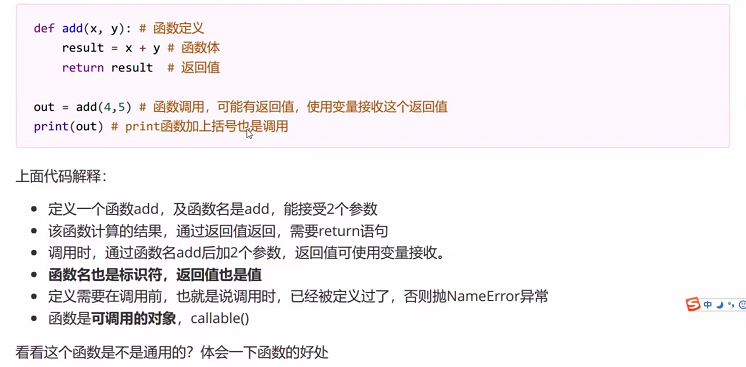 def add(x, y): # 函数定义
    result = x + y # 函数体
    return result  # 返回值
out = add(4,5) # 函数调用，可能有返回值，使用变量接收这个返回值
print(out) # print函数加上括号也是调用
上面代码解释：
• 定义一个函数add，及函数名是add，能接受2个参数
• 该函数计算的结果，通过返回值返回，需要return语句
• 调用时，通过函数名add后加2个参数，返回值可使用变量接收。
• 函数名也是标识符，返回值也是值
• 定义需要在调用前，也就是说调用时，已经被定义过了，否则抛NameError异常
S 中
• 函数是可调用的对象，callable()
看看这个函数是不是通用的？体会一下函数的好处